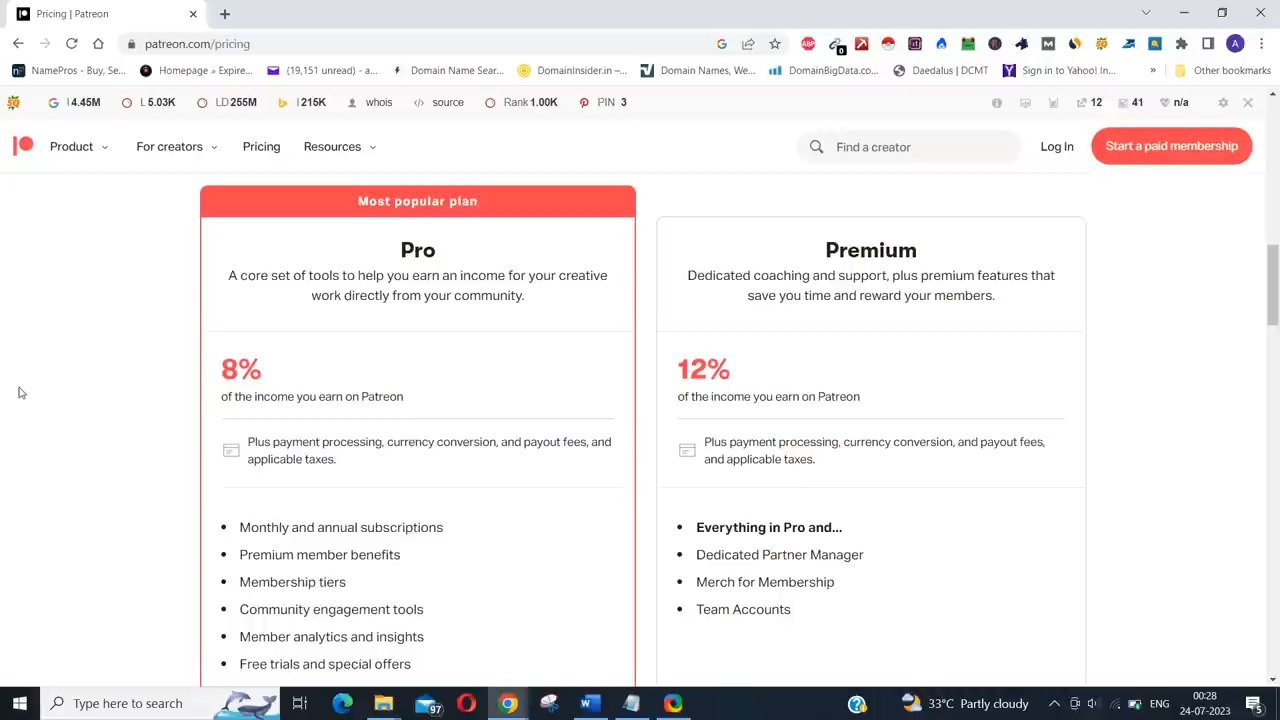 Pricing | Patreon
patreon.com/pricing
ABP
0
A
NamePros - Buy, Se...
Homepage » Expire...
(19,151 unread) - a...
Domain Name Sear...
DomainInsider.in –...
Domain Names, We...
DomainBigData.co...
Daedalus | DCMT
Sign in to Yahoo! In...
»
Other bookmarks
I 4.45M
L 5.03K
LD 255M
I 215K
whois
source
Rank 1.00K
PIN 3
12
41
n/a
Product
For creators
Pricing
Resources
Find a creator
Log In
Start a paid membership
Most popular plan
Pro
A core set of tools to help you earn an income for your creative
work directly from your community.
8%
of the income you earn on Patreon
Plus payment processing, currency conversion, and payout fees, and
applicable taxes.
• Monthly and annual subscriptions
• Premium member benefits
• Membership tiers
• Community engagement tools
• Member analytics and insights
• Free trials and special offers
Premium
Dedicated coaching and support, plus premium features that
save you time and reward your members.
12%
of the income you earn on Patreon
Plus payment processing, currency conversion, and payout fees,
and applicable taxes.
• Everything in Pro and...
• Dedicated Partner Manager
• Merch for Membership
• Team Accounts
Type here to search
97
33°C Partly cloudy
ENG
00:28
24-07-2023
5